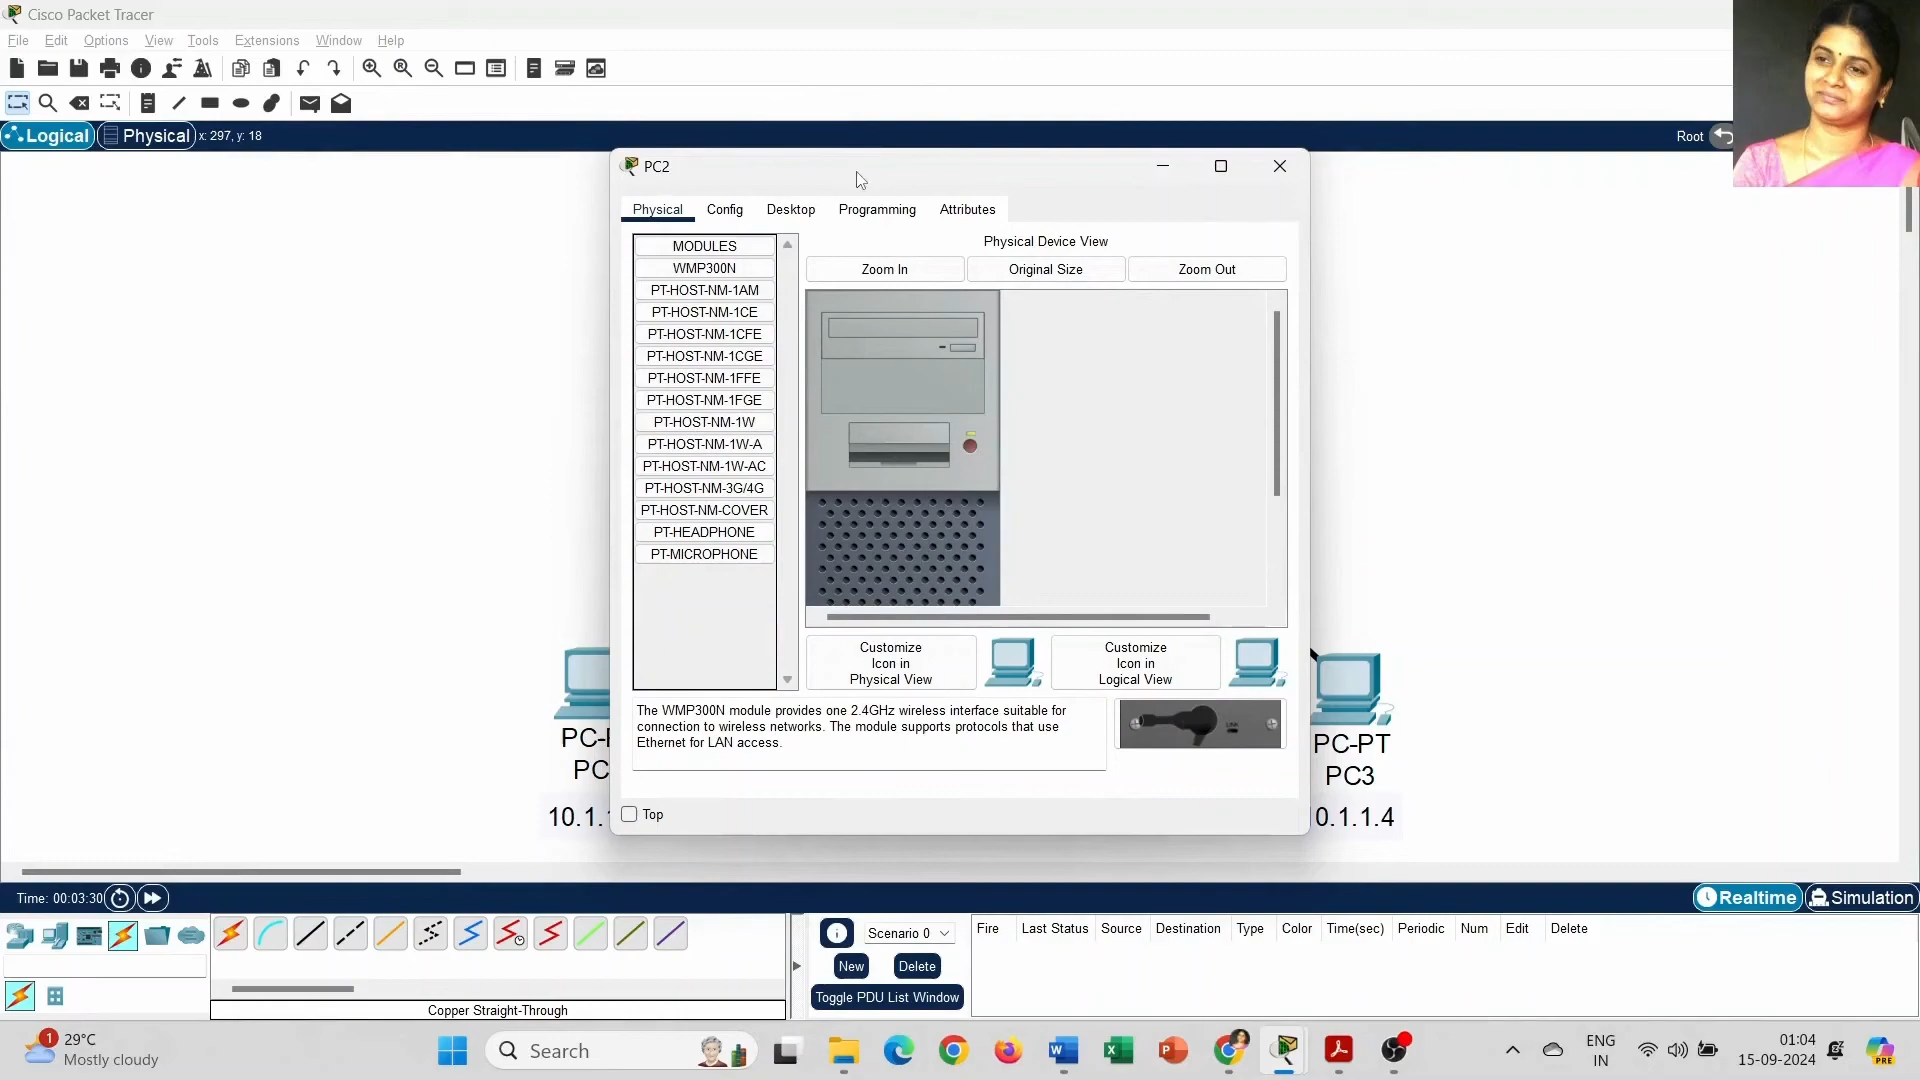 Cisco Packet Tracer
File Edit Options View Tools Extensions Window Help
Logical Physical x: 297, y: 18 Root
PC2
Physical Config Desktop Programming Attributes
MODULES
WMP300N
PT-HOST-NM-1AM
PT-HOST-NM-1CE
PT-HOST-NM-1CFE
PT-HOST-NM-1CGE
PT-HOST-NM-1FFE
PT-HOST-NM-1FGE
PT-HOST-NM-1W
PT-HOST-NM-1W-A
PT-HOST-NM-1W-AC
PT-HOST-NM-3G/4G
PT-HOST-NM-COVER
PT-HEADPHONE
PT-MICROPHONE
Physical Device View
Zoom In Original Size Zoom Out
Customize
Icon in
Physical View
Customize
Icon in
Logical View
The WMP300N module provides one 2.4GHz wireless interface suitable for
connection to wireless networks. The module supports protocols that use
Ethernet for LAN access.
LINK
Top
PC-
PC
10.1.
PC-PT
PC3
0.1.1.4
Time: 00:03:30 Realtime Simulation
Scenario 0
New Delete
Toggle PDU List Window
Fire Last Status Source Destination Type Color Time(sec) Periodic Num Edit Delete
Copper Straight-Through
1
29°C
Mostly cloudy
Search
ENG
IN
01:04
15-09-2024
PRE